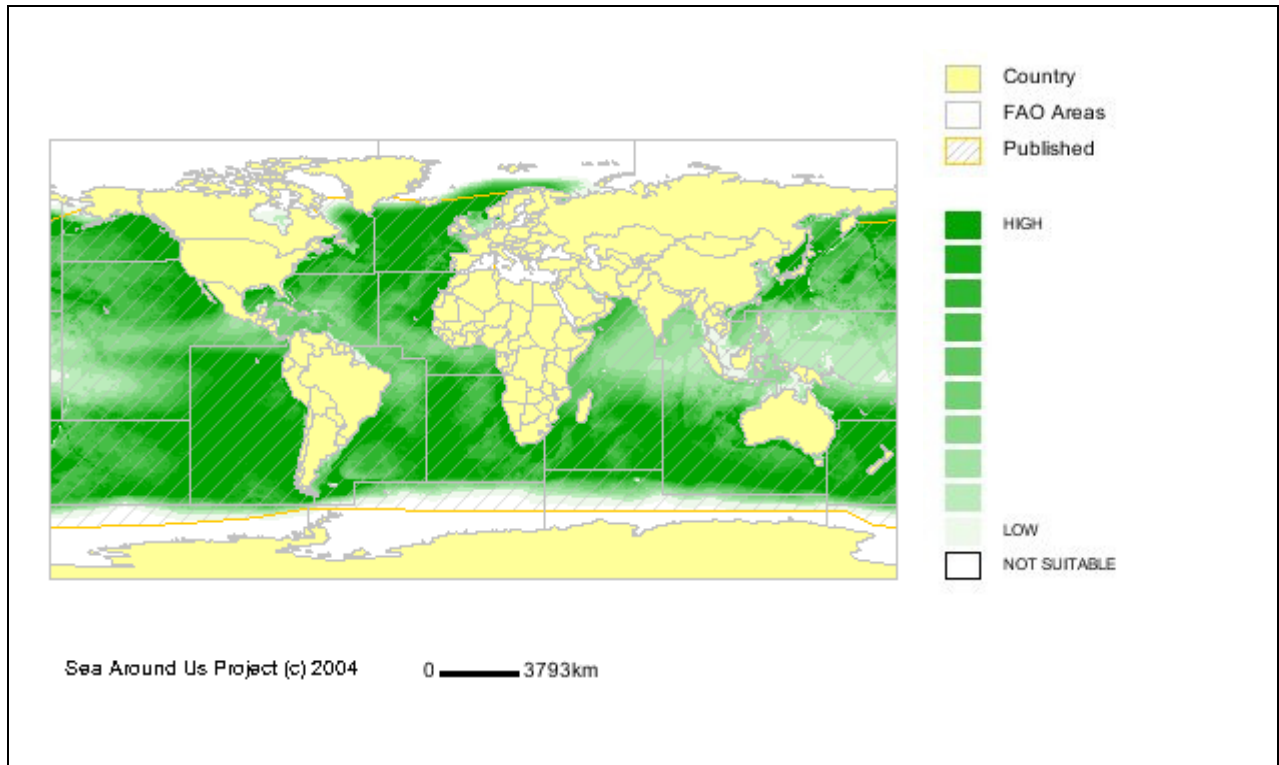 Country
FAO Areas
Published
HIGH
LOW
NOT SUITABLE
Sea Around Us Project (c) 2004 0 3793km